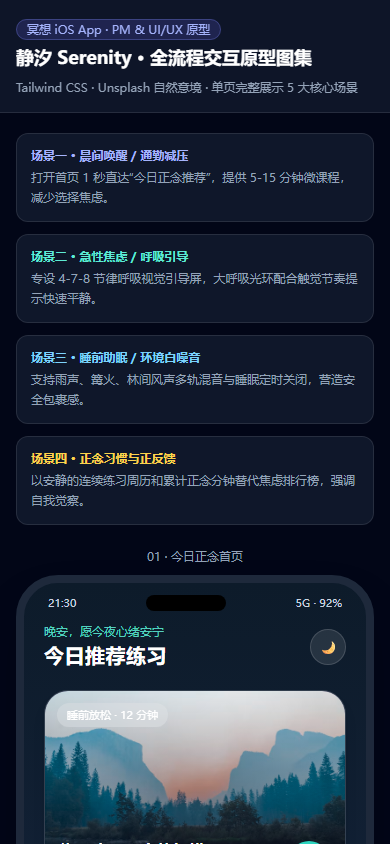 冥想 iOS App · PM & UI/UX 原型
静汐 Serenity • 全流程交互原型图集
Tailwind CSS · Unsplash 自然意境 · 单页完整展示 5 大核心场景
场景一 • 晨间唤醒 / 通勤减压
打开首页 1 秒直达“今日正念推荐”，提供 5-15 分钟微课程，
减少选择焦虑。
场景二 • 急性焦虑 / 呼吸引导
专设 4-7-8 节律呼吸视觉引导屏，大呼吸光环配合触觉节奏提
示快速平静。
场景三 • 睡前助眠 / 环境白噪音
支持雨声、篝火、林间风声多轨混音与睡眠定时关闭，营造安
全包裹感。
场景四 • 正念习惯与正反馈
以安静的连续练习周历和累计正念分钟替代焦虑排行榜，强调
自我觉察。
01 · 今日正念首页
21:30
5G · 92%
晚安，愿今夜心绪安宁
今日推荐练习
睡前放松 · 12 分钟